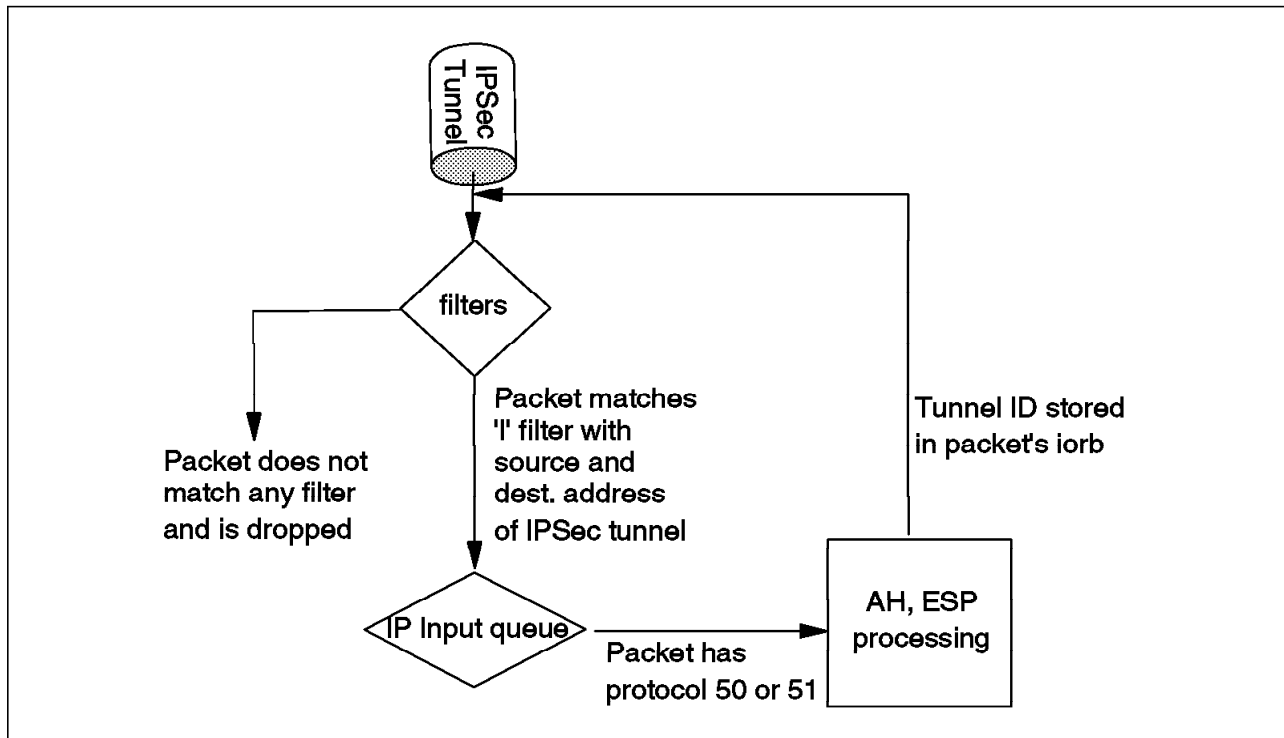 IPSec
Tunnel
filters
Packet does not
match any filter
and is dropped
Packet matches
'I' filter with
source and
dest. address
of IPSec tunnel
Tunnel ID stored
in packet's iorb
IP Input queue
Packet has
protocol 50 or 51
AH, ESP
processing